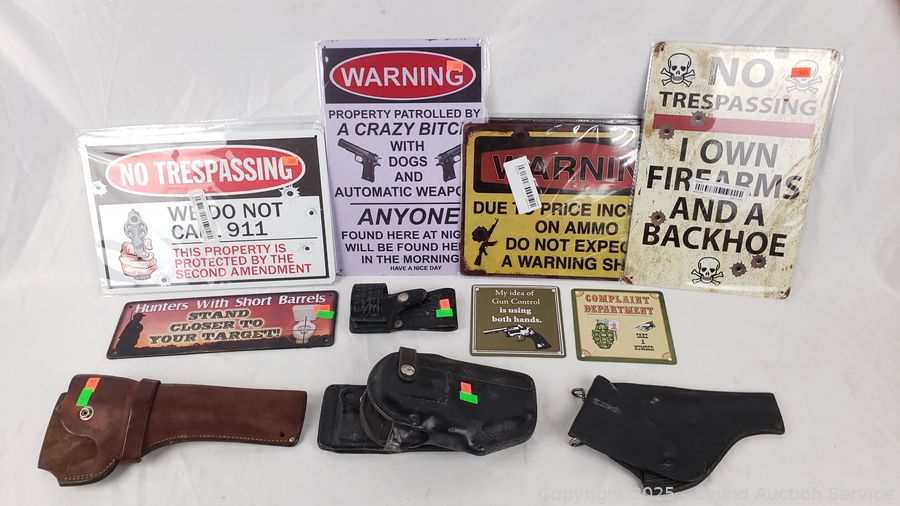 NO TRESPASSING
WE DO NOT
CALL 911
THIS PROPERTY IS
PROTECTED BY THE
SECOND AMENDMENT
WARNING
PROPERTY PATROLLED BY
A CRAZY BITCH
WITH
DOGS
AND
AUTOMATIC WEAPO
ANYONE
FOUND HERE AT NIG
WILL BE FOUND HE
IN THE MORNING
HAVE A NICE DAY
WARNIN
DUE TO PRICE INC
ON AMMO
DO NOT EXPEC
A WARNING SH
NO
TRESPASSING
I OWN
FIREARMS
AND A
BACKHOE
Hunters With Short Barrels
STAND
CLOSER TO
YOUR TARGET!
My idea of
Gun Control
is using
both hands.
COMPLAINT
DEPARTMENT
TAKE
A
NUMBER
Copyright 2025 - Sound Auction Service